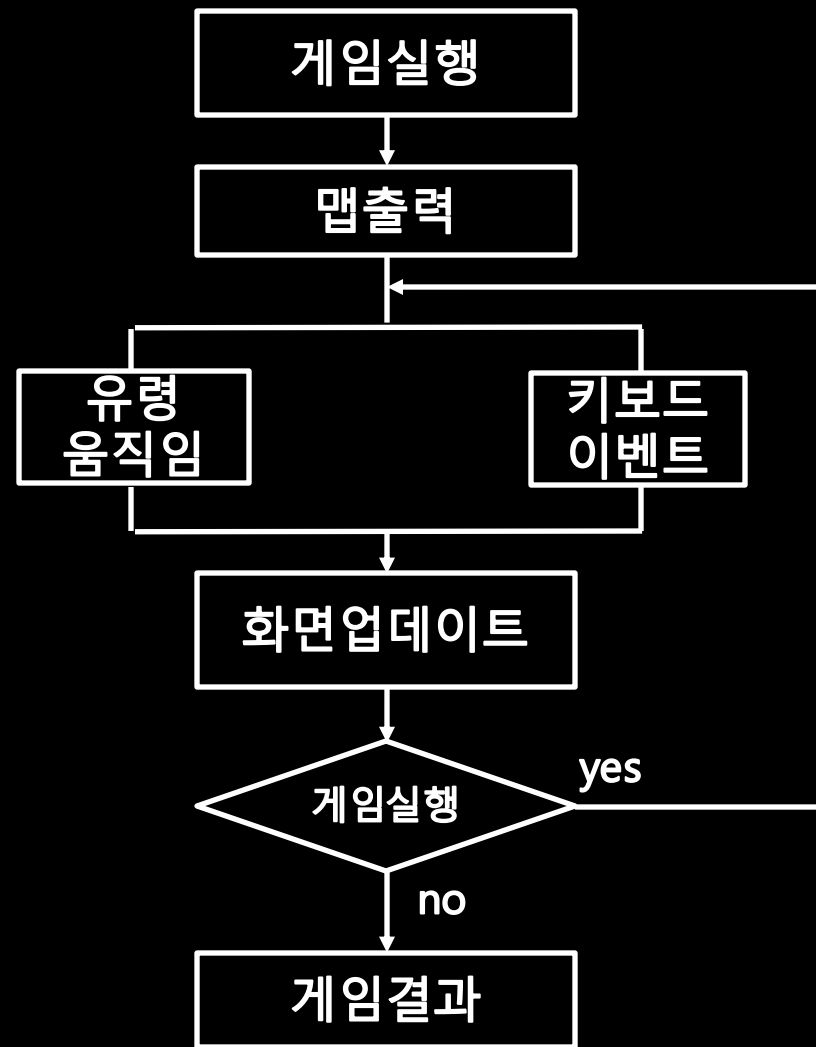 게임실행
맵출력
유령
움직임
키보드
이벤트
화면업데이트
게임실행
yes
no
게임결과